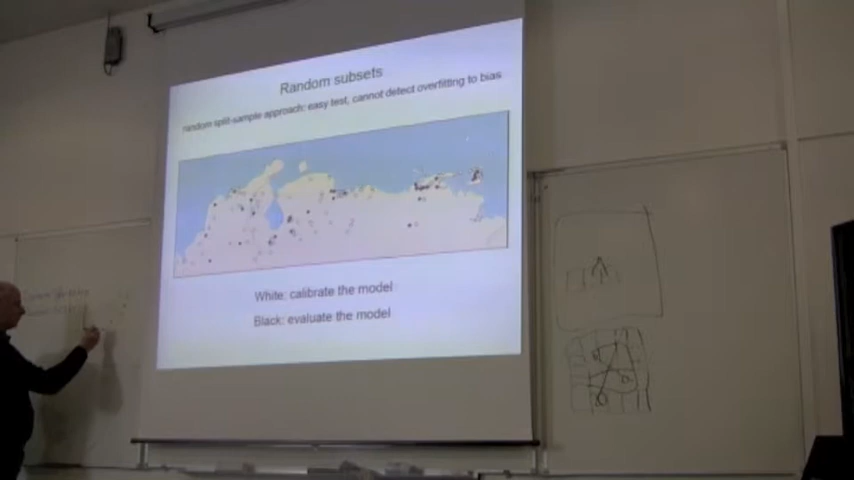 Random subsets
random split-sample approach: easy test, cannot detect overfitting to bias
White: calibrate the model
Black: evaluate the model